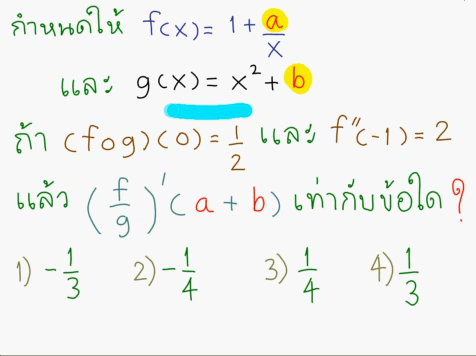 กำหนดให้ f(x) = 1 + a/x
และ g(x) = x² + b
ถ้า (fog)(0) = 1/2 และ f''(-1) = 2
แล้ว (f/g)'(a + b) เท่ากับข้อใด ?
1) -1/3 2) -1/4 3) 1/4 4) 1/3